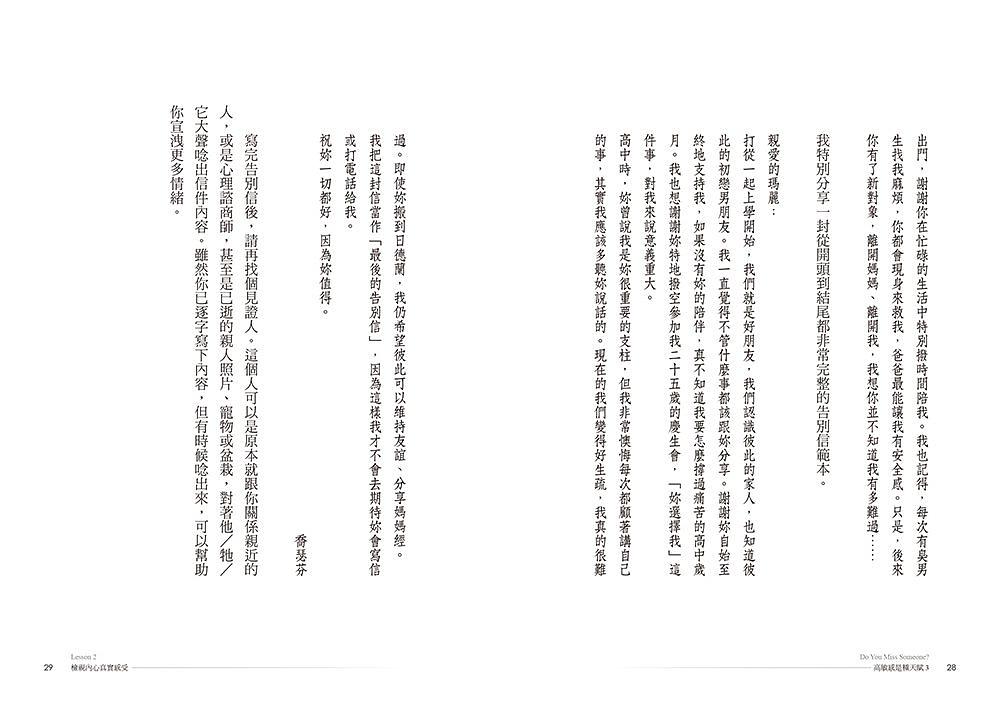 出門，謝謝你在忙碌的生活中特別撥時間陪我。我也記得，每次有臭男
生找我麻煩，你都會現身來救我，爸爸最能讓我有安全感。只是，後來
你有了新對象，離開媽媽、離開我，我想你並不知道我有多難過……
我特別分享一封從開頭到結尾都非常完整的告別信範本。
親愛的瑪麗：
打從一起上學開始，我們就是好朋友，我們認識彼此的家人，也知道彼
此的初戀男朋友。我一直覺得不管什麼事都該跟妳分享。謝謝妳自始至
終地支持我，如果沒有妳的陪伴，真不知道我要怎麼撐過痛苦的高中歲
月。我也想謝謝妳特地撥空參加我二十五歲的慶生會，「妳選擇我」這
件事，對我來說意義重大。
高中時，妳曾說我是妳很重要的支柱，但我非常懊悔每次都顧著講自己
的事，其實我應該多聽妳說話的。現在的我們變得好生疏，我真的很難
Do You Miss Someone?
高敏感是種天賦 3
28
過。即使妳搬到日德蘭，我仍希望彼此可以維持友誼、分享媽媽經。
我把這封信當作「最後的告別信」，因為這樣我才不會去期待妳會寫信
或打電話給我。
祝妳一切都好，因為妳值得。
喬瑟芬
寫完告別信後，請再找個見證人。這個人可以是原本就跟你關係親近的
人，或是心理諮商師，甚至是已逝的親人照片、寵物或盆栽，對著他／牠／
它大聲唸出信件內容。雖然你已逐字寫下內容，但有時候唸出來，可以幫助
你宣洩更多情緒。
Lesson 2
29
檢視內心真實感受